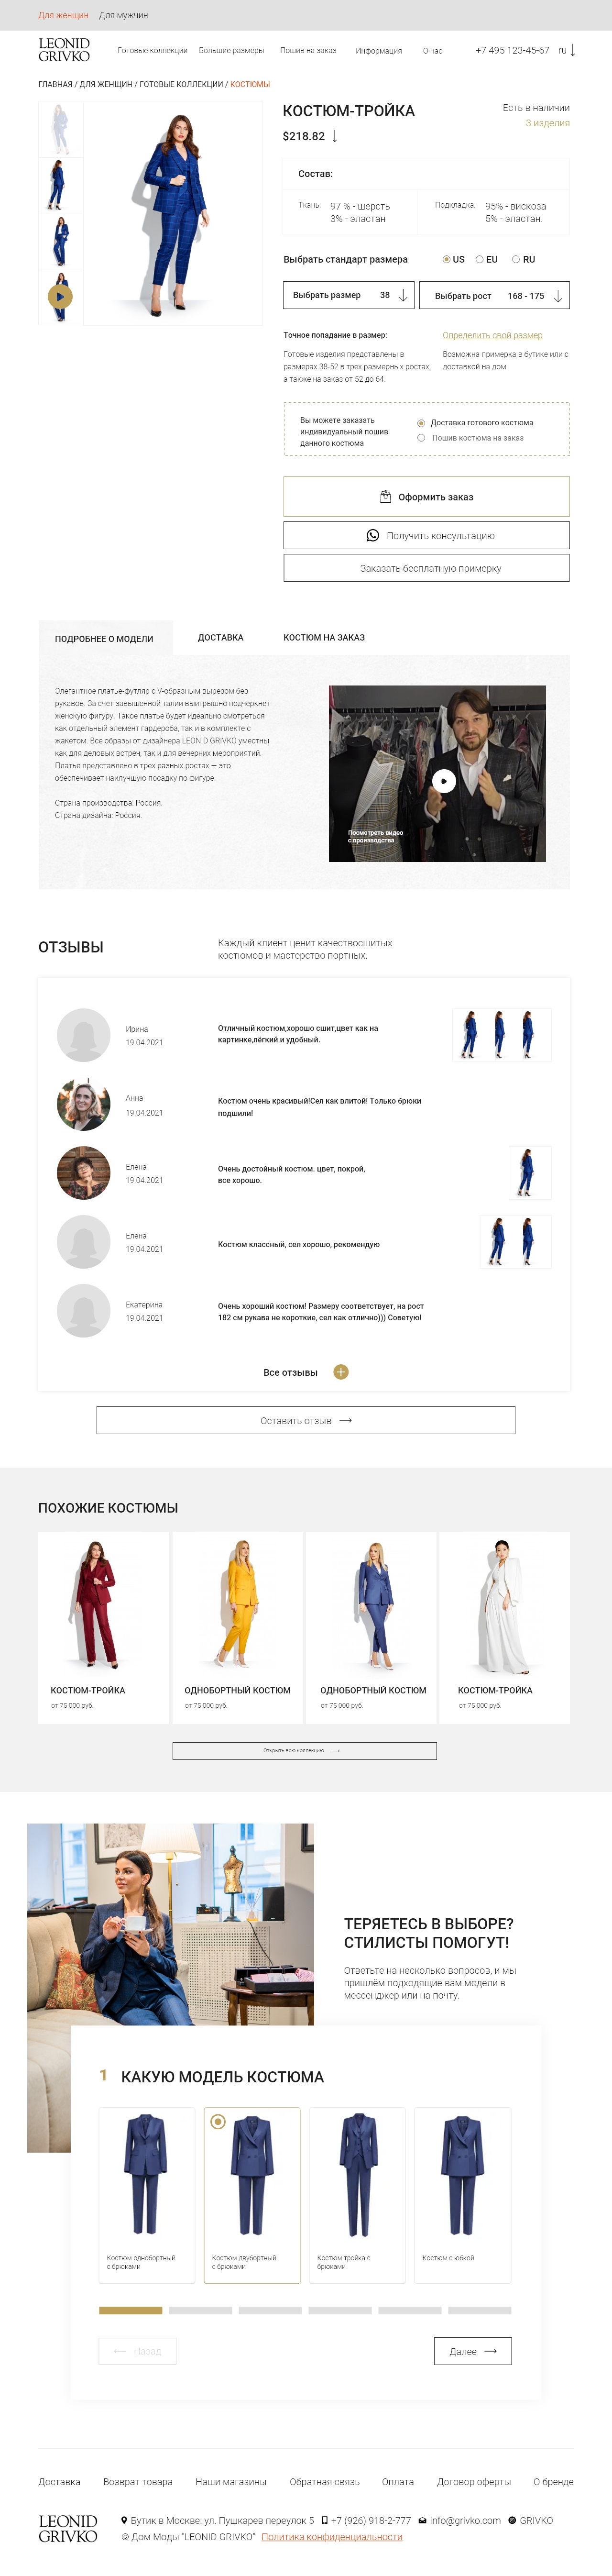 Для женщин Для мужчин
LEONID
GRIVKO
Готовые коллекции Большие размеры Пошив на заказ Информация О нас +7 495 123-45-67 ru
ГЛАВНАЯ / ДЛЯ ЖЕНЩИН / ГОТОВЫЕ КОЛЛЕКЦИИ / КОСТЮМЫ
КОСТЮМ-ТРОЙКА
$218.82
Есть в наличии
3 изделия
Состав:
Ткань: 97 % - шерсть
3% - эластан
Подкладка: 95% - вискоза
5% - эластан.
Выбрать стандарт размера US EU RU
Выбрать размер 38
Выбрать рост 168 - 175
Точное попадание в размер:
Готовые изделия представлены в
размерах 38-52 в трех размерных ростах,
а также на заказ от 52 до 64.
Определить свой размер
Возможна примерка в бутике или с
доставкой на дом
Вы можете заказать
индивидуальный пошив
данного костюма
Доставка готового костюма
Пошив костюма на заказ
Оформить заказ
Получить консультацию
Заказать бесплатную примерку
ПОДРОБНЕЕ О МОДЕЛИ ДОСТАВКА КОСТЮМ НА ЗАКАЗ
Элегантное платье-футляр с V-образным вырезом без
рукавов. За счет завышенной талии выигрышно подчеркнет
женскую фигуру. Такое платье будет идеально смотреться
как отдельный элемент гардероба, так и в комплекте с
жакетом. Все образы от дизайнера LEONID GRIVKO уместны
как для деловых встреч, так и для вечерних мероприятий.
Платье представлено в трех разных ростах — это
обеспечивает наилучшую посадку по фигуре.
Страна производства: Россия.
Страна дизайна: Россия.
Посмотреть видео
с производства
ОТЗЫВЫ
Каждый клиент ценит качествосшитых
костюмов и мастерство портных.
Ирина
19.04.2021
Отличный костюм,хорошо сшит,цвет как на
картинке,лёгкий и удобный.
Анна
19.04.2021
Костюм очень красивый!Сел как влитой! Только брюки
подшили!
Елена
19.04.2021
Очень достойный костюм. цвет, покрой,
все хорошо.
Елена
19.04.2021
Костюм классный, сел хорошо, рекомендую
Екатерина
19.04.2021
Очень хороший костюм! Размеру соответствует, на рост
182 см рукава не короткие, сел как отлично))) Советую!
Все отзывы
Оставить отзыв
ПОХОЖИЕ КОСТЮМЫ
КОСТЮМ-ТРОЙКА
от 75 000 руб.
ОДНОБОРТНЫЙ КОСТЮМ
от 75 000 руб.
ОДНОБОРТНЫЙ КОСТЮМ
от 75 000 руб.
КОСТЮМ-ТРОЙКА
от 75 000 руб.
Открыть всю коллекцию
ТЕРЯЕТЕСЬ В ВЫБОРЕ?
СТИЛИСТЫ ПОМОГУТ!
Ответьте на несколько вопросов, и мы
пришлём подходящие вам модели в
мессенджер или на почту.
1 КАКУЮ МОДЕЛЬ КОСТЮМА
Костюм однобортный
с брюками
Костюм двубортный
с брюками
Костюм тройка с
брюками
Костюм с юбкой
Назад
Далее
Доставка Возврат товара Наши магазины Обратная связь Оплата Договор оферты О бренде
LEONID
GRIVKO
Бутик в Москве: ул. Пушкарев переулок 5 +7 (926) 918-2-777 info@grivko.com GRIVKO
© Дом Моды "LEONID GRIVKO" Политика конфиденциальности